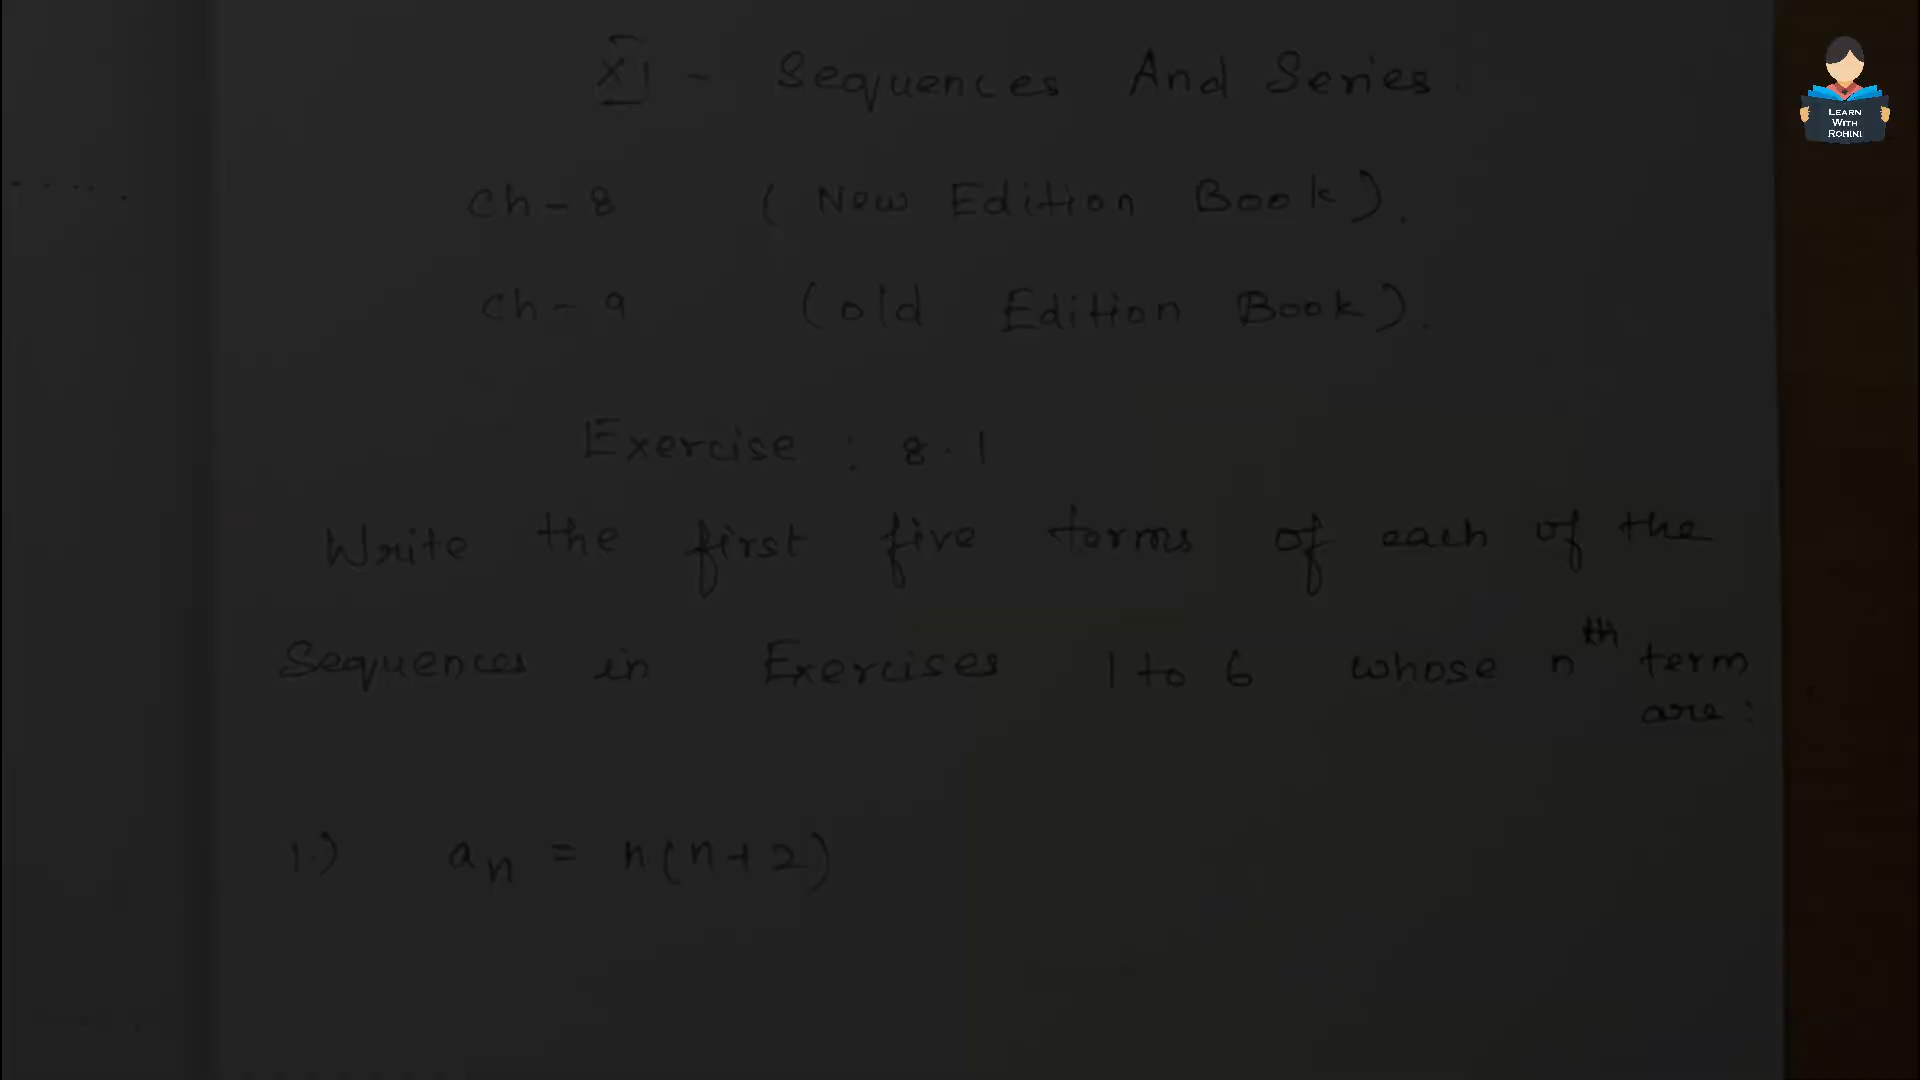 XI - Sequences And Series.
Ch - 8 (New Edition Book).
Ch - 9 (old Edition Book).
Exercise : 8.1
Write the first five terms of each of the
Sequences in Exercises 1 to 6 whose nth term
are:
1.) an = n(n+2)
LEARN
WITH
ROHINI